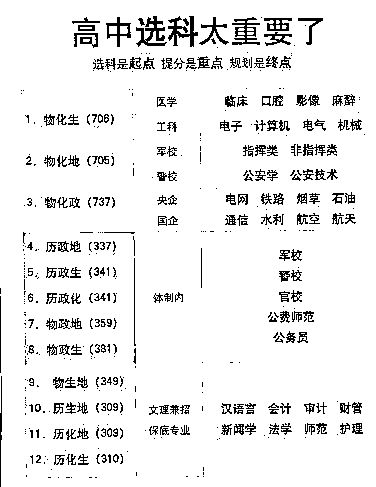 高中选科太重要了
选科是起点 提分是重点 规划是终点
1. 物化生（706）
2. 物化地（705）
3. 物化政（737）
医学 临床 口腔 影像 麻醉
工科 电子 计算机 电气 机械
军校 指挥类 非指挥类
警校 公安学 公安技术
央企 电网 铁路 烟草 石油
国企 通信 水利 航空 航天
4. 历政地（337）
5. 历政生（341）
6. 历政化（341）
7. 物政地（359）
8. 物政生（381）
体制内
军校
警校
官校
公费师范
公务员
9. 物生地（349）
10. 历生地（309）
11. 历化地（309）
12. 历化生（310）
文理兼招 汉语言 会计 审计 财管
保底专业 新闻学 法学 师范 护理